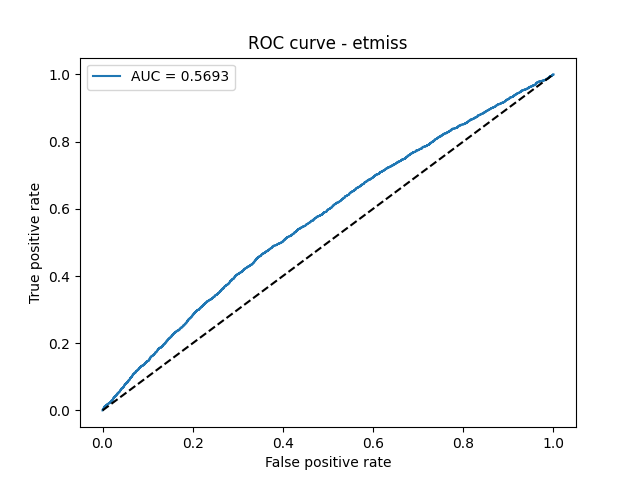 ROC curve - etmiss
AUC = 0.5693
True positive rate
1.0
0.8
0.6
0.4
0.2
0.0
0.0 0.2 0.4 0.6 0.8 1.0
False positive rate